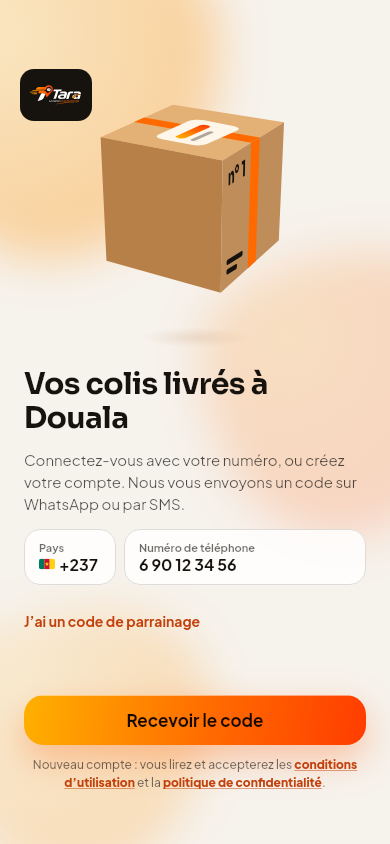 Tara
n°1
Vos colis livrés à
Douala
Connectez-vous avec votre numéro, ou créez
votre compte. Nous vous envoyons un code sur
WhatsApp ou par SMS.
Pays
+237
Numéro de téléphone
6 90 12 34 56
J’ai un code de parrainage
Recevoir le code
Nouveau compte : vous lirez et accepterez les conditions
d’utilisation et la politique de confidentialité.